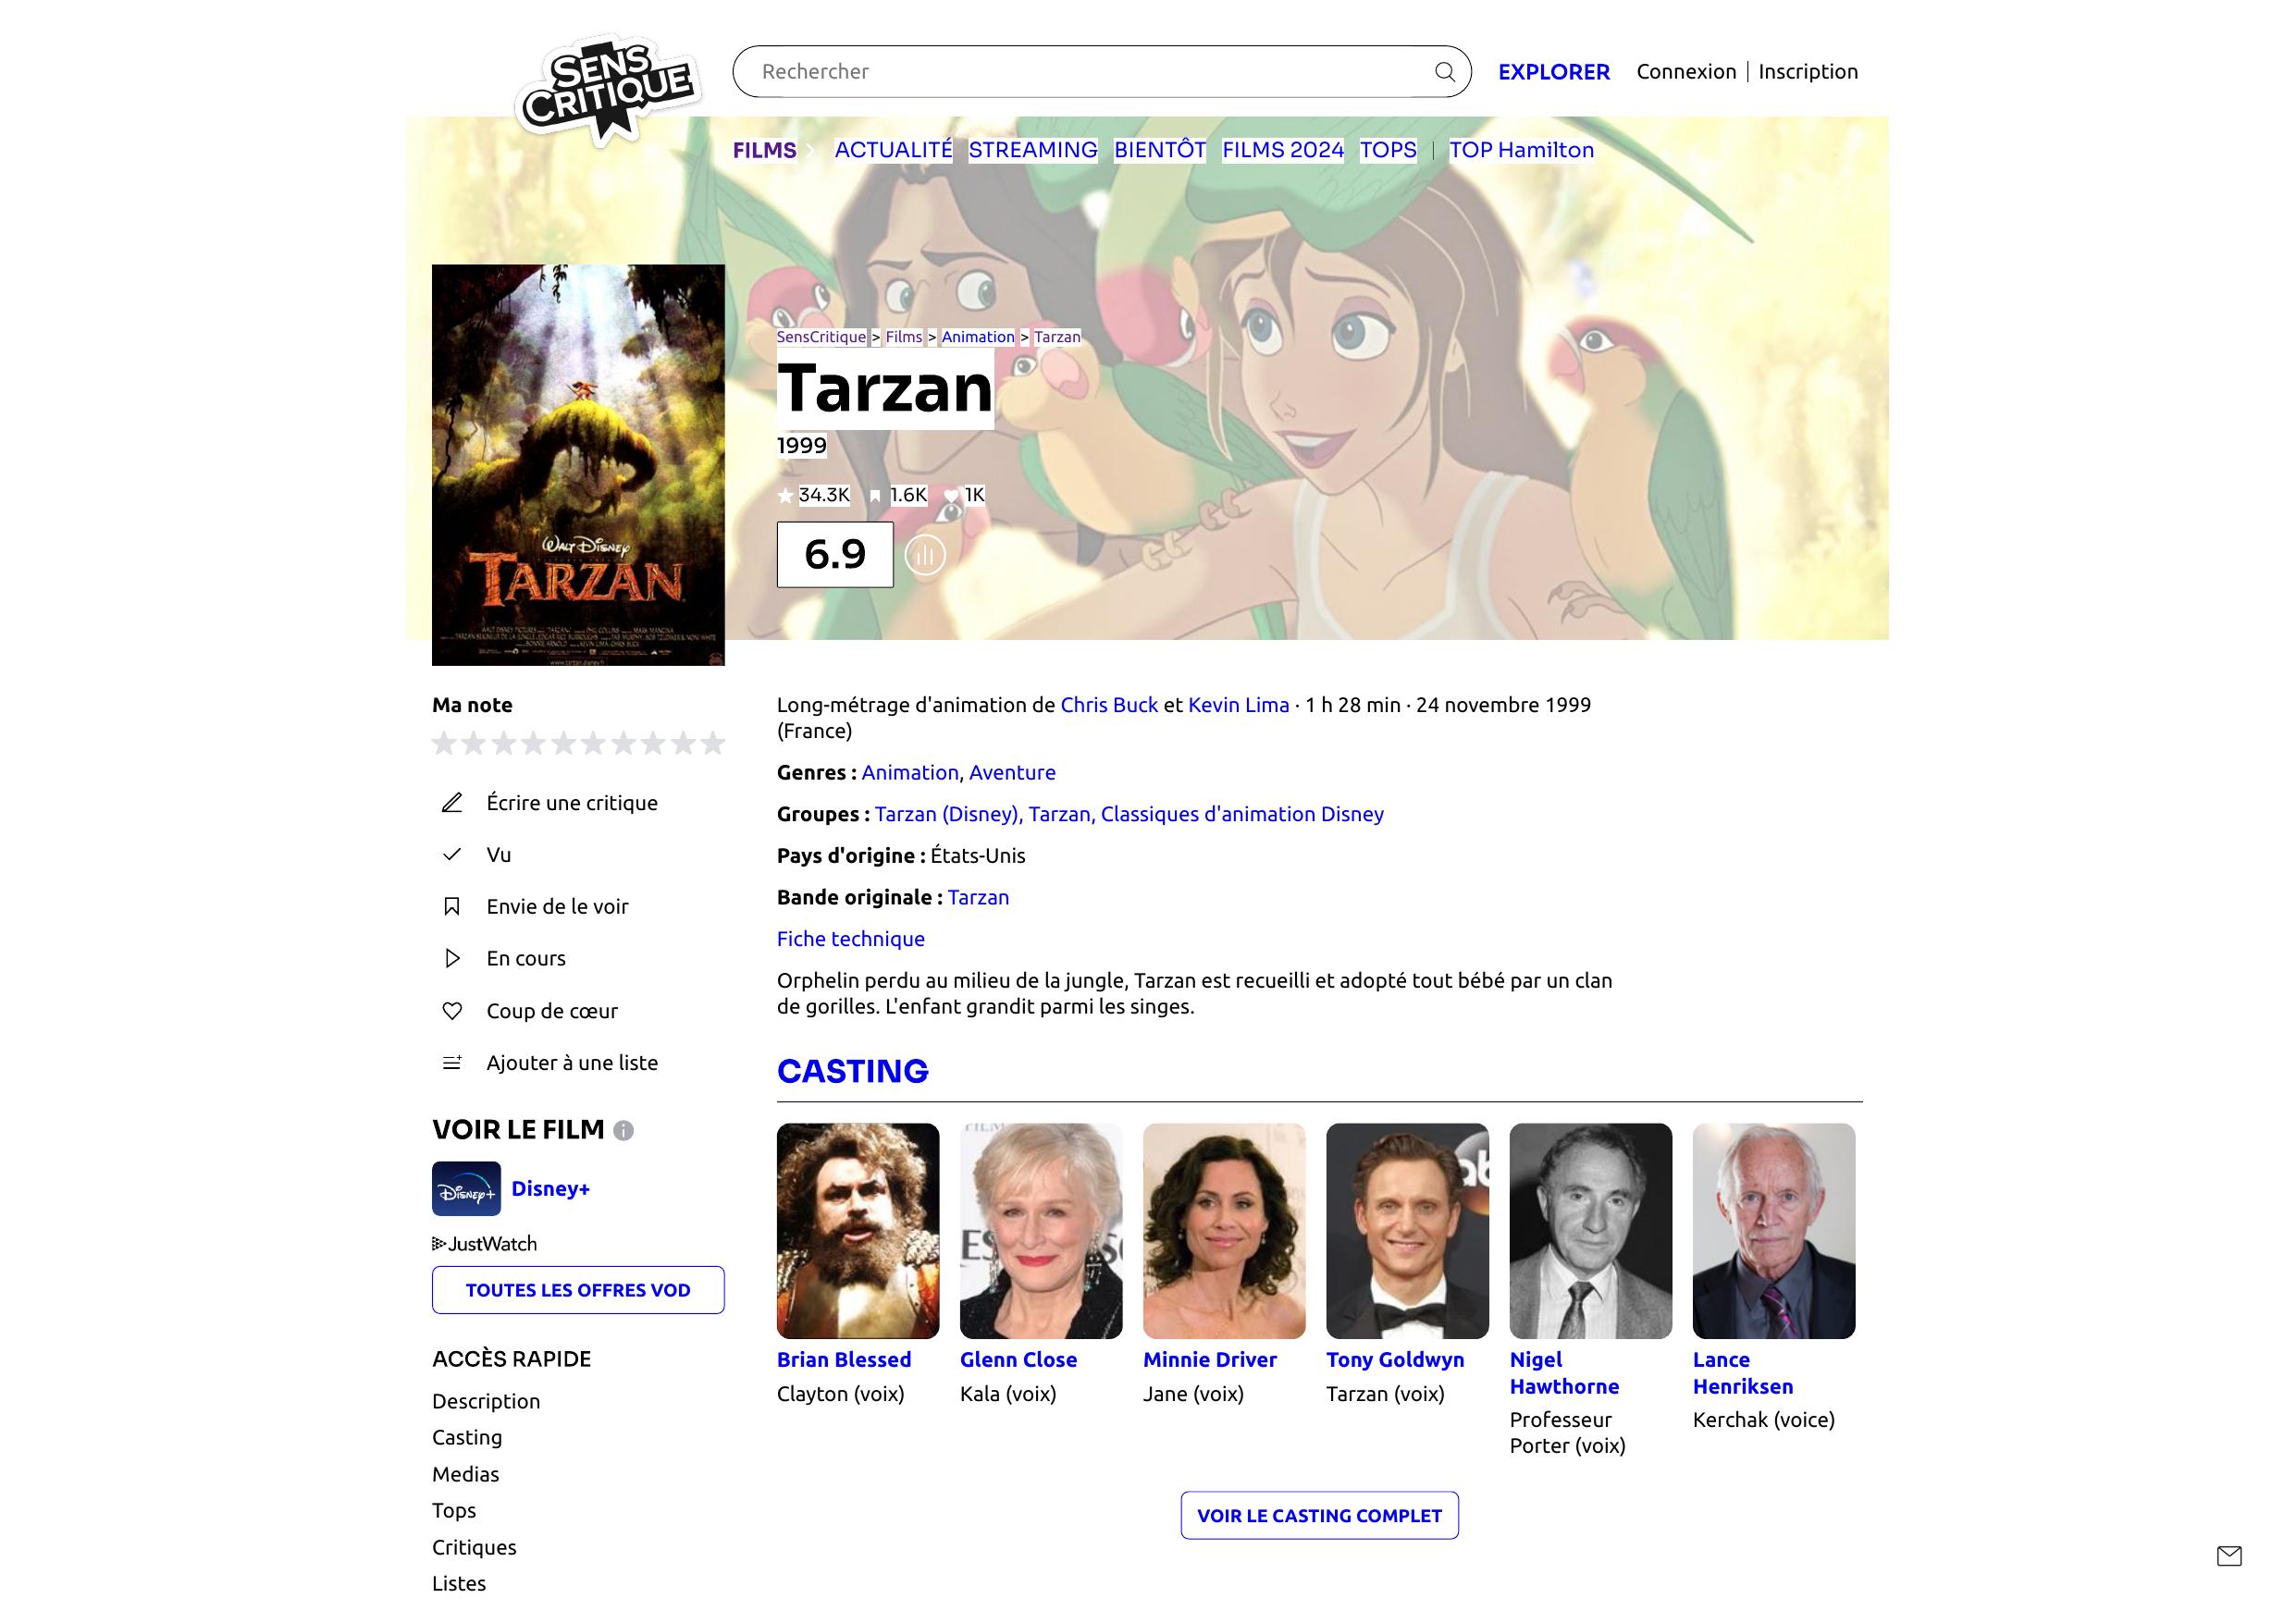 SENS
CRITIQUE
Rechercher
EXPLORER
Connexion | Inscription
FILMS
ACTUALITÉ STREAMING BIENTÔT FILMS 2024 TOPS | TOP Hamilton
SensCritique > Films > Animation > Tarzan
Tarzan
1999
34.3K 1.6K 1K
6.9
WALT DISNEY
TARZAN
www.tarzan.disney.fr
Ma note
Écrire une critique
Vu
Envie de le voir
En cours
Coup de cœur
Ajouter à une liste
VOIR LE FILM
Disney+
Disney+
JustWatch
TOUTES LES OFFRES VOD
ACCÈS RAPIDE
Description
Casting
Medias
Tops
Critiques
Listes
Long-métrage d'animation de Chris Buck et Kevin Lima · 1 h 28 min · 24 novembre 1999
(France)
Genres : Animation, Aventure
Groupes : Tarzan (Disney), Tarzan, Classiques d'animation Disney
Pays d'origine : États-Unis
Bande originale : Tarzan
Fiche technique
Orphelin perdu au milieu de la jungle, Tarzan est recueilli et adopté tout bébé par un clan
de gorilles. L'enfant grandit parmi les singes.
CASTING
Brian Blessed
Clayton (voix)
Glenn Close
Kala (voix)
Minnie Driver
Jane (voix)
Tony Goldwyn
Tarzan (voix)
Nigel
Hawthorne
Professeur
Porter (voix)
Lance
Henriksen
Kerchak (voice)
VOIR LE CASTING COMPLET